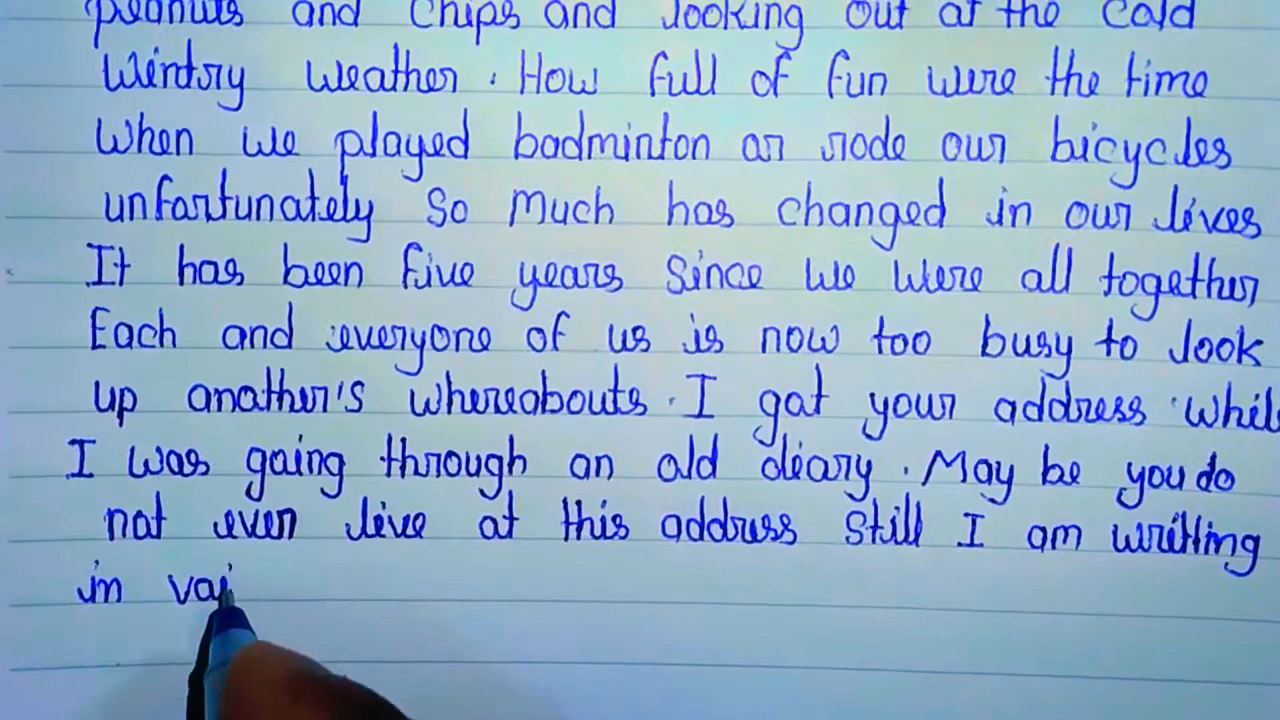 peanuts and chips and looking out at the cold
Windry weather. How full of fun were the time
When we played badminton or rode our bicycles
unfortunately so much has changed in our lives
It has been five years since we were all together
Each and everyone of us is now too busy to look
up another's whereabouts. I got your address whil
I was going through an old diary. May be you do
not even live at this address still I am writting
in vai